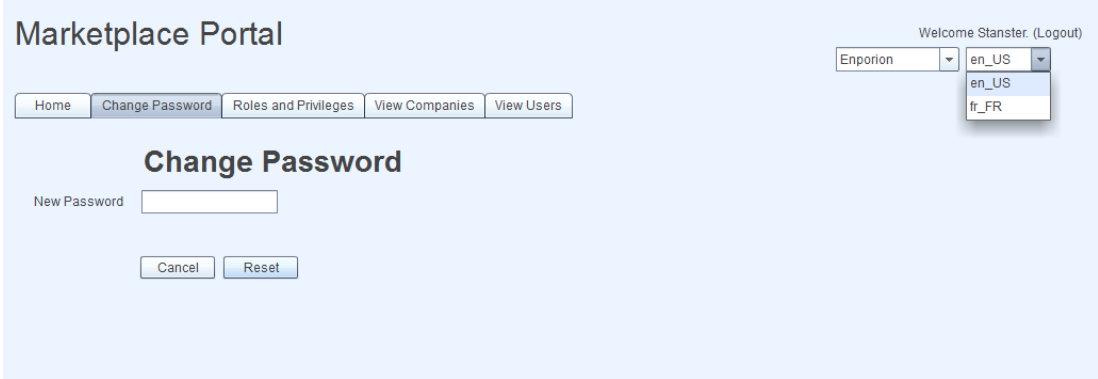 Marketplace Portal
Welcome Stanster. (Logout)
Enporion
en_US
en_US
fr_FR
Home
Change Password
Roles and Privileges
View Companies
View Users
Change Password
New Password
Cancel
Reset